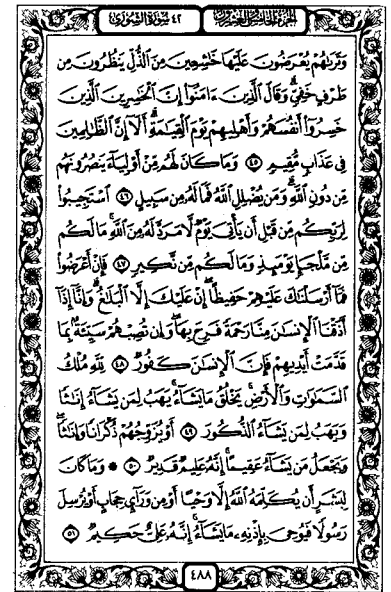 الجزء الخامس والعشرون ٤٢ سورة الشورى
وَتَرَىٰهُمْ يُعْرَضُونَ عَلَيْهَا خَٰشِعِينَ مِنَ ٱلذُّلِّ يَنظُرُونَ مِن
طَرْفٍ خَفِىٍّ ۗ وَقَالَ ٱلَّذِينَ ءَامَنُوٓا۟ إِنَّ ٱلْخَٰسِرِينَ ٱلَّذِينَ
خَسِرُوٓا۟ أَنفُسَهُمْ وَأَهْلِيهِمْ يَوْمَ ٱلْقِيَٰمَةِ ۗ أَلَآ إِنَّ ٱلظَّٰلِمِينَ
فِى عَذَابٍ مُّقِيمٍ ٤٥ وَمَا كَانَ لَهُم مِّنْ أَوْلِيَآءَ يَنصُرُونَهُم
مِّن دُونِ ٱللَّهِ ۗ وَمَن يُضْلِلِ ٱللَّهُ فَمَا لَهُۥ مِن سَبِيلٍ ٤٦ ٱسْتَجِيبُوا۟
لِرَبِّكُم مِّن قَبْلِ أَن يَأْتِىَ يَوْمٌ لَّا مَرَدَّ لَهُۥ مِنَ ٱللَّهِ ۚ مَا لَكُم
مِّن مَّلْجَإٍ يَوْمَئِذٍ وَمَا لَكُم مِّن نَّكِيرٍ ٤٧ فَإِنْ أَعْرَضُوا۟
فَمَآ أَرْسَلْنَٰكَ عَلَيْهِمْ حَفِيظًا ۖ إِنْ عَلَيْكَ إِلَّا ٱلْبَلَٰغُ ۗ وَإِنَّآ إِذَآ
أَذَقْنَا ٱلْإِنسَٰنَ مِنَّا رَحْمَةً فَرِحَ بِهَا ۖ وَإِن تُصِبْهُمْ سَيِّئَةٌۢ بِمَا
قَدَّمَتْ أَيْدِيهِمْ فَإِنَّ ٱلْإِنسَٰنَ كَفُورٌ ٤٨ لِّلَّهِ مُلْكُ
ٱلسَّمَٰوَٰتِ وَٱلْأَرْضِ ۚ يَخْلُقُ مَا يَشَآءُ ۚ يَهَبُ لِمَن يَشَآءُ إِنَٰثًا
وَيَهَبُ لِمَن يَشَآءُ ٱلذُّكُورَ ٤٩ أَوْ يُزَوِّجُهُمْ ذُكْرَانًا وَإِنَٰثًا ۖ
وَيَجْعَلُ مَن يَشَآءُ عَقِيمًا ۚ إِنَّهُۥ عَلِيمٌ قَدِيرٌ ٥٠ ۞ وَمَا كَانَ
لِبَشَرٍ أَن يُكَلِّمَهُ ٱللَّهُ إِلَّا وَحْيًا أَوْ مِن وَرَآئِ حِجَابٍ أَوْ يُرْسِلَ
رَسُولًا فَيُوحِىَ بِإِذْنِهِۦ مَا يَشَآءُ ۚ إِنَّهُۥ عَلِىٌّ حَكِيمٌ ٥١
٤٨٨